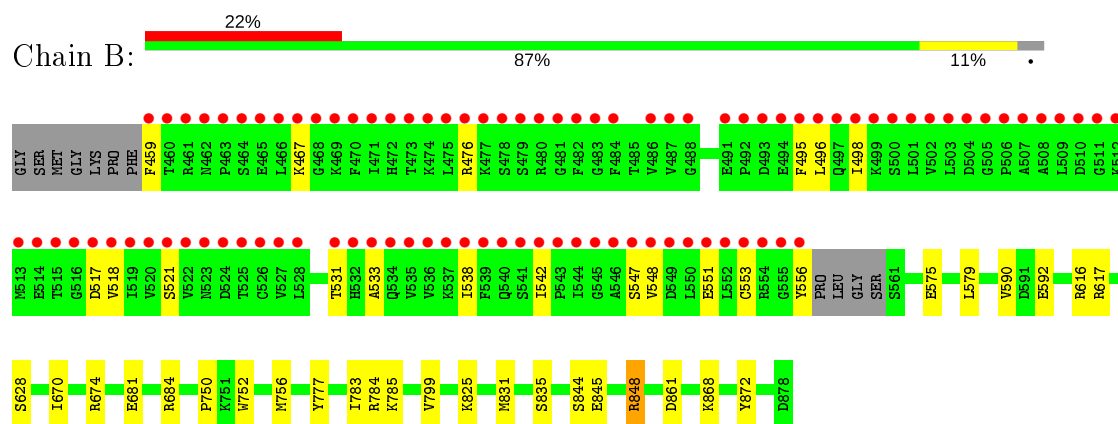 22%
Chain B:
87%
11%
•
GLY SER MET GLY LYS PRO PHE F459 T460 R461 N462 P463 S464 E465 L466 K467 G468 K469 F470 I471 H472 T473 K474 L475 R476 K477 S478 S479 R480 G481 F482 G483 F484 T485 V486 V487 G488 E491 P492 D493 E494 F495 L496 Q497 I498 K499 S500 L501 V502 L503 D504 G505 P506 A507 A508 L509 D510 G511 K512
M513 E514 T515 G516 D517 V518 I519 V520 S521 V522 N523 D524 T525 C526 V527 L528 T531 H532 A533 Q534 V535 V536 K537 I538 F539 Q540 S541 I542 P543 I544 G545 A546 S547 V548 D549 L550 E551 L552 C553 R554 G555 Y556 PRO LEU GLY SER S561 E575 L579 V590 D591 E592 R616 R617
S628 I670 R674 E681 R684 P750 K751 W752 M756 Y777 I783 R784 K785 V799 K825 M831 S835 S844 E845 R848 D861 K868 Y872 D878